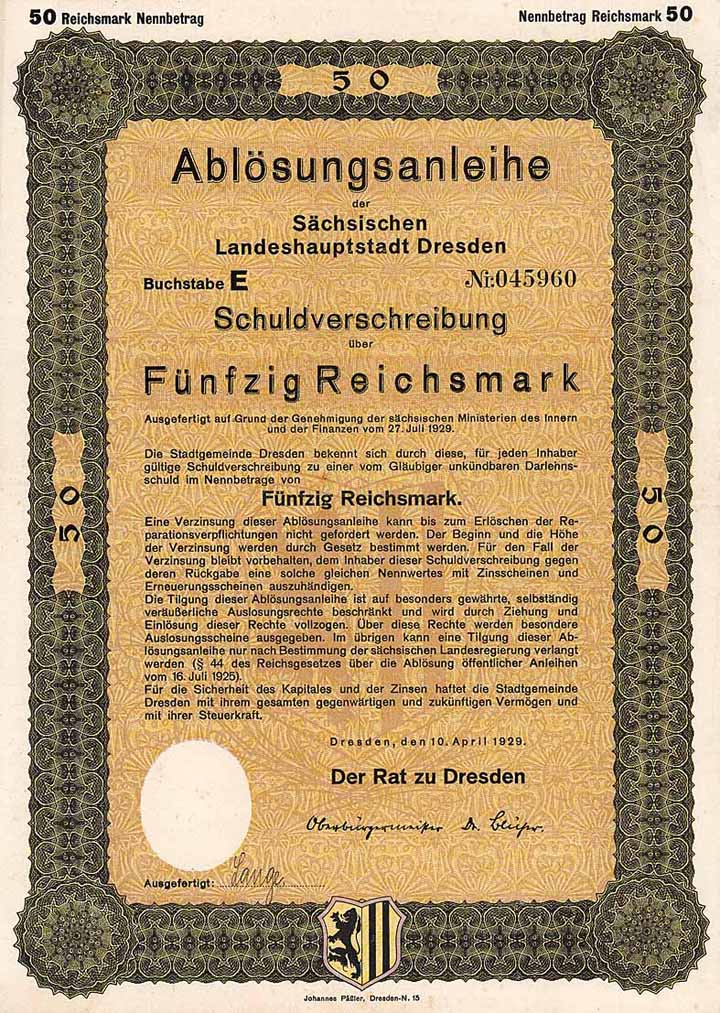 50 Reichsmark Nennbetrag
Nennbetrag Reichsmark 50
50
Ablösungsanleihe
der
Sächsischen
Landeshauptstadt Dresden
Buchstabe E
Nr. 045960
Schuldverschreibung
über
Fünfzig Reichsmark
Ausgefertigt auf Grund der Genehmigung der sächsischen Ministerien des Innern
und der Finanzen vom 27. Juli 1929.
Die Stadtgemeinde Dresden bekennt sich durch diese, für jeden Inhaber
gültige Schuldverschreibung zu einer vom Gläubiger unkündbaren Darlehns-
schuld im Nennbetrage von
Fünfzig Reichsmark.
Eine Verzinsung dieser Ablösungsanleihe kann bis zum Erlöschen der Re-
parationsverpflichtungen nicht gefordert werden. Der Beginn und die Höhe
der Verzinsung werden durch Gesetz bestimmt werden. Für den Fall der
Verzinsung bleibt vorbehalten, dem Inhaber dieser Schuldverschreibung gegen
deren Rückgabe eine solche gleichen Nennwertes mit Zinsscheinen und
Erneuerungsscheinen auszuhändigen.
Die Tilgung dieser Ablösungsanleihe ist auf besonders gewährte, selbständig
veräußerliche Auslosungsrechte beschränkt und wird durch Ziehung und
Einlösung dieser Rechte vollzogen. Über diese Rechte werden besondere
Auslosungsscheine ausgegeben. Im übrigen kann eine Tilgung dieser Ab-
lösungsanleihe nur nach Bestimmung der sächsischen Landesregierung verlangt
werden (§ 44 des Reichsgesetzes über die Ablösung öffentlicher Anleihen
vom 16. Juli 1925).
Für die Sicherheit des Kapitales und der Zinsen haftet die Stadtgemeinde
Dresden mit ihrem gesamten gegenwärtigen und zukünftigen Vermögen und
mit ihrer Steuerkraft.
50
50
Dresden, den 10. April 1929.
Der Rat zu Dresden
Oberbürgermeister Dr. Blüher.
Ausgefertigt: Lange
Johannes Päßler, Dresden-N. 15